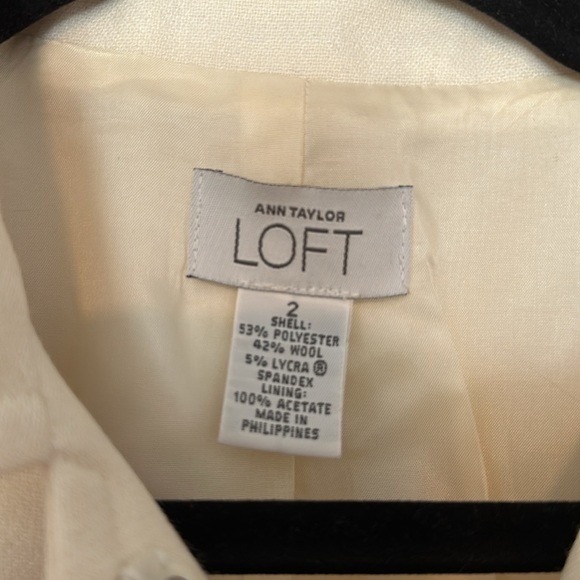 ANN TAYLOR
LOFT
2
SHELL:
53% POLYESTER
42% WOOL
5% LYCRA ®
SPANDEX
LINING:
100% ACETATE
MADE IN
PHILIPPINES